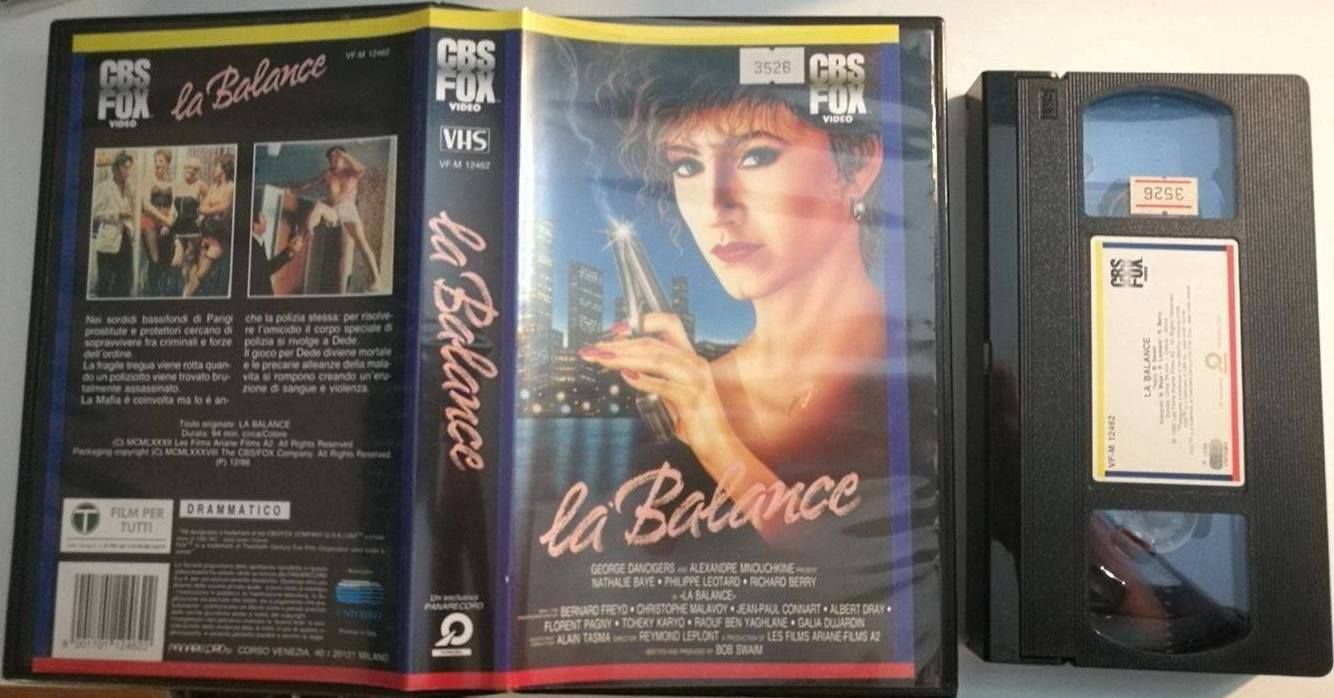 CBS
FOX
VIDEO
la Balance
VF-M 12462
Nei sordidi bassifondi di Parigi
prostitute e protettori cercano di
sopravvivere fra criminali e forze
dell'ordine.
La fragile tregua viene rotta quan-
do un poliziotto viene trovato bru-
talmente assassinato.
La Mafia è coinvolta ma lo è an-
che la polizia stessa: per risolve-
re l'omicidio il corpo speciale di
polizia si rivolge a Dede.
Il gioco per Dede diviene mortale
e le precarie alleanze della mala-
vita si rompono creando un'eru-
zione di sangue e violenza.
Titolo originale: LA BALANCE
Durata: 94 min. circa/Colore
(C) MCMLXXXII Les Films Ariane Films A2. All Rights Reserved.
Packaging copyright (C) MCMLXXXVIII The CBS/FOX Company. All Rights Reserved.
(P) 12/88
T FILM PER
TUTTI
DRAMMATICO
8 001701 124622
PANARECORD CORSO VENEZIA, 40 / 20121 MILANO
CBS
FOX
VIDEO
VHS
VF-M 12462
la Balance
Un esclusivo
PANARECORD
3526
CBS
FOX
VIDEO
la Balance
GEORGE DANCIGERS AND ALEXANDRE MNOUCHKINE PRESENT
NATHALIE BAYE • PHILIPPE LEOTARD • RICHARD BERRY
«LA BALANCE»
BERNARD FREYD • CHRISTOPHE MALAVOY • JEAN-PAUL CONNART • ALBERT DRAY •
FLORENT PAGNY • TCHEKY KARYO • RAOUF BEN YAGHLANE • GALIA DUJARDIN
ALAIN TASMA DIRECTOR REYMOND LEPLONT A PRODUCTION OF LES FILMS ARIANE-FILMS A2
BOB SWAIM
3526
CBS
FOX
VIDEO
LA BALANCE
VF-M 12462